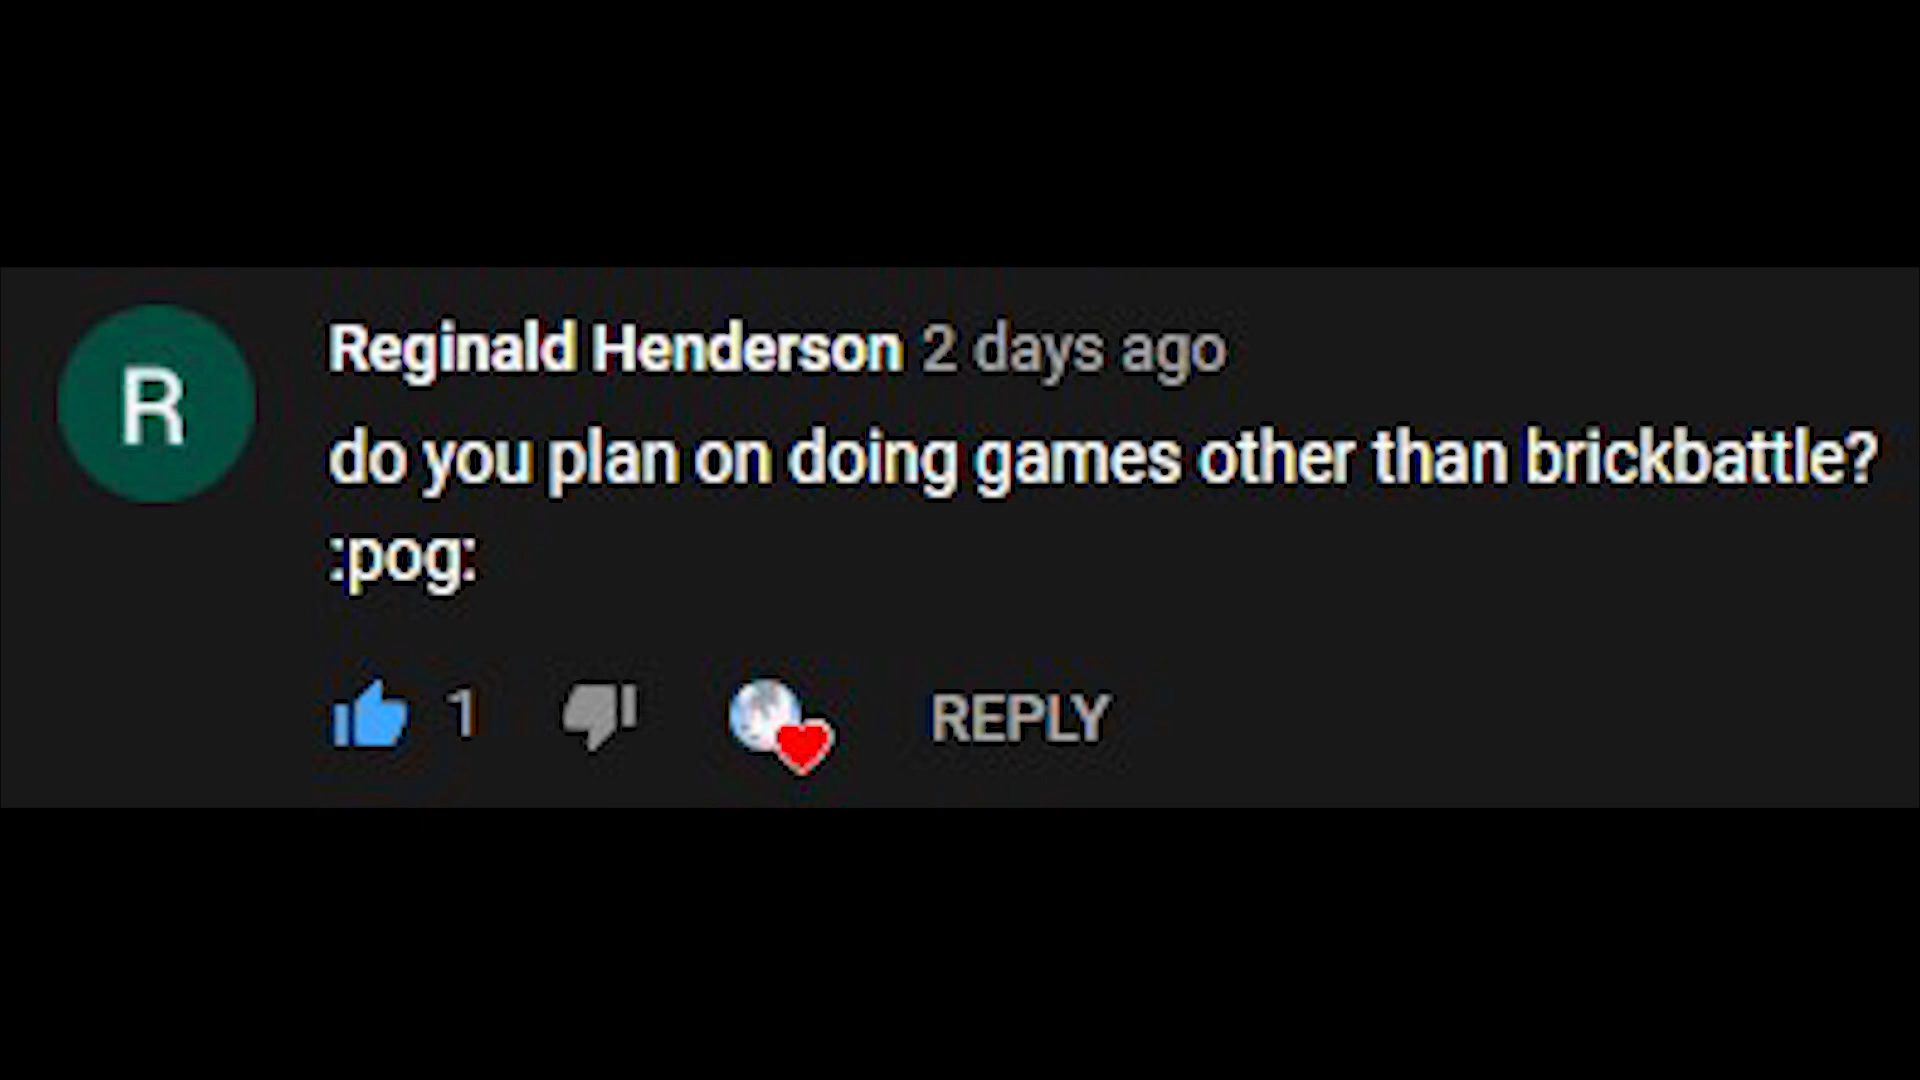 R
Reginald Henderson 2 days ago
do you plan on doing games other than brickbattle?
:pog:
1 REPLY